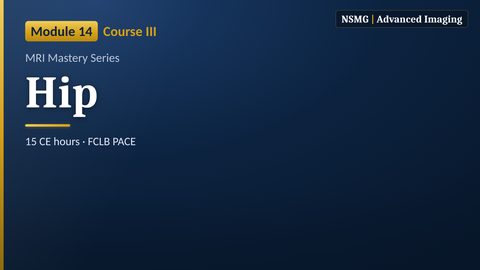 Module 14 Course III
NSMG | Advanced Imaging
MRI Mastery Series
Hip
15 CE hours · FCLB PACE